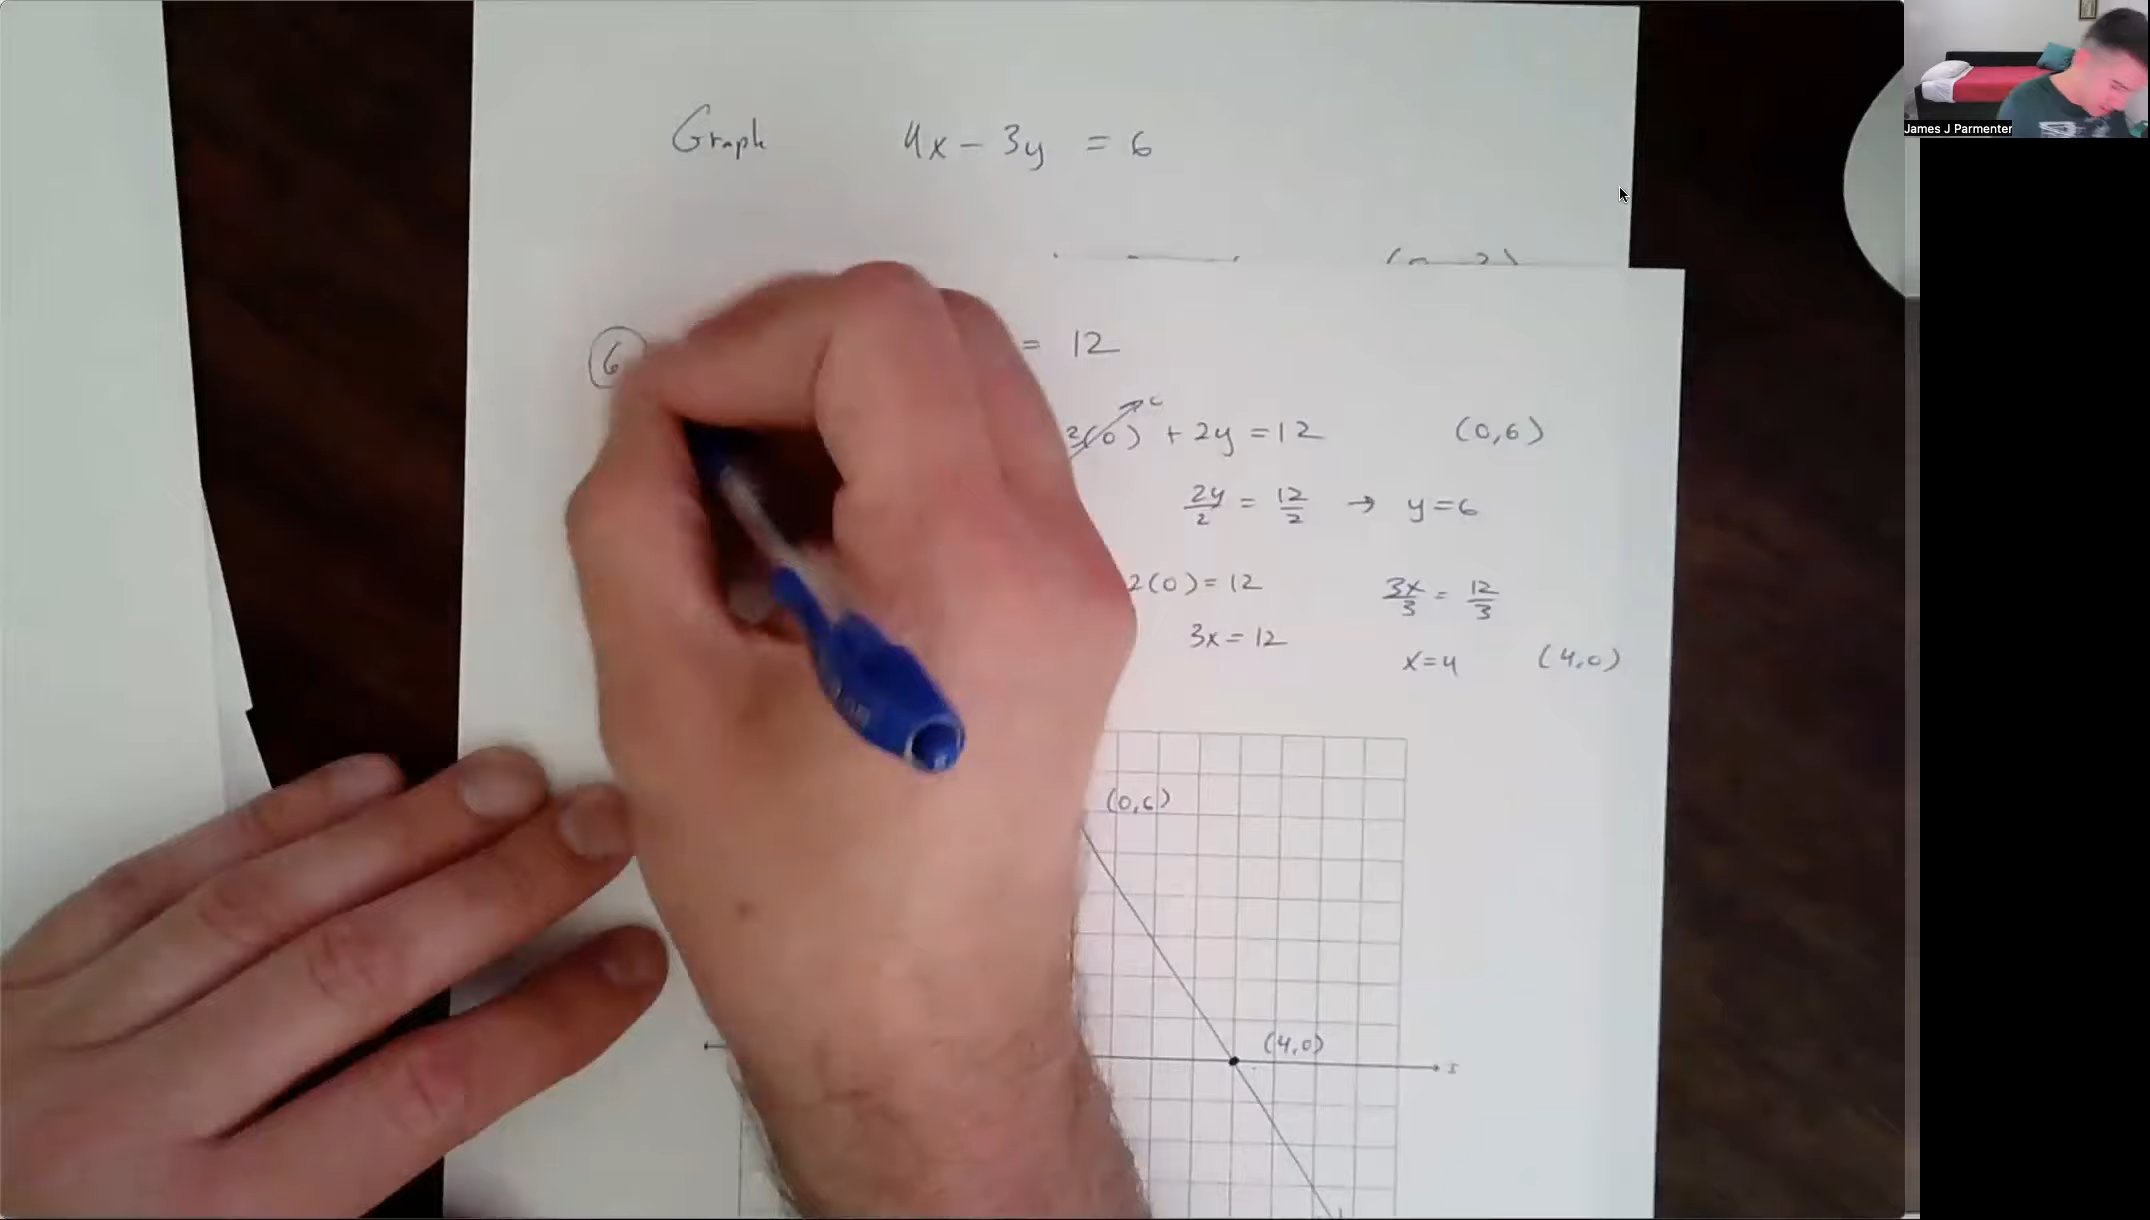 Graph 4x - 3y = 6
6
= 12
2(0) + 2y = 12 (0,6)
2y/2 = 12/2 → y = 6
2(0) = 12 3x/3 = 12/3
3x = 12
x = 4 (4,0)
(0,6)
(4,0)
x
James J Parmenter